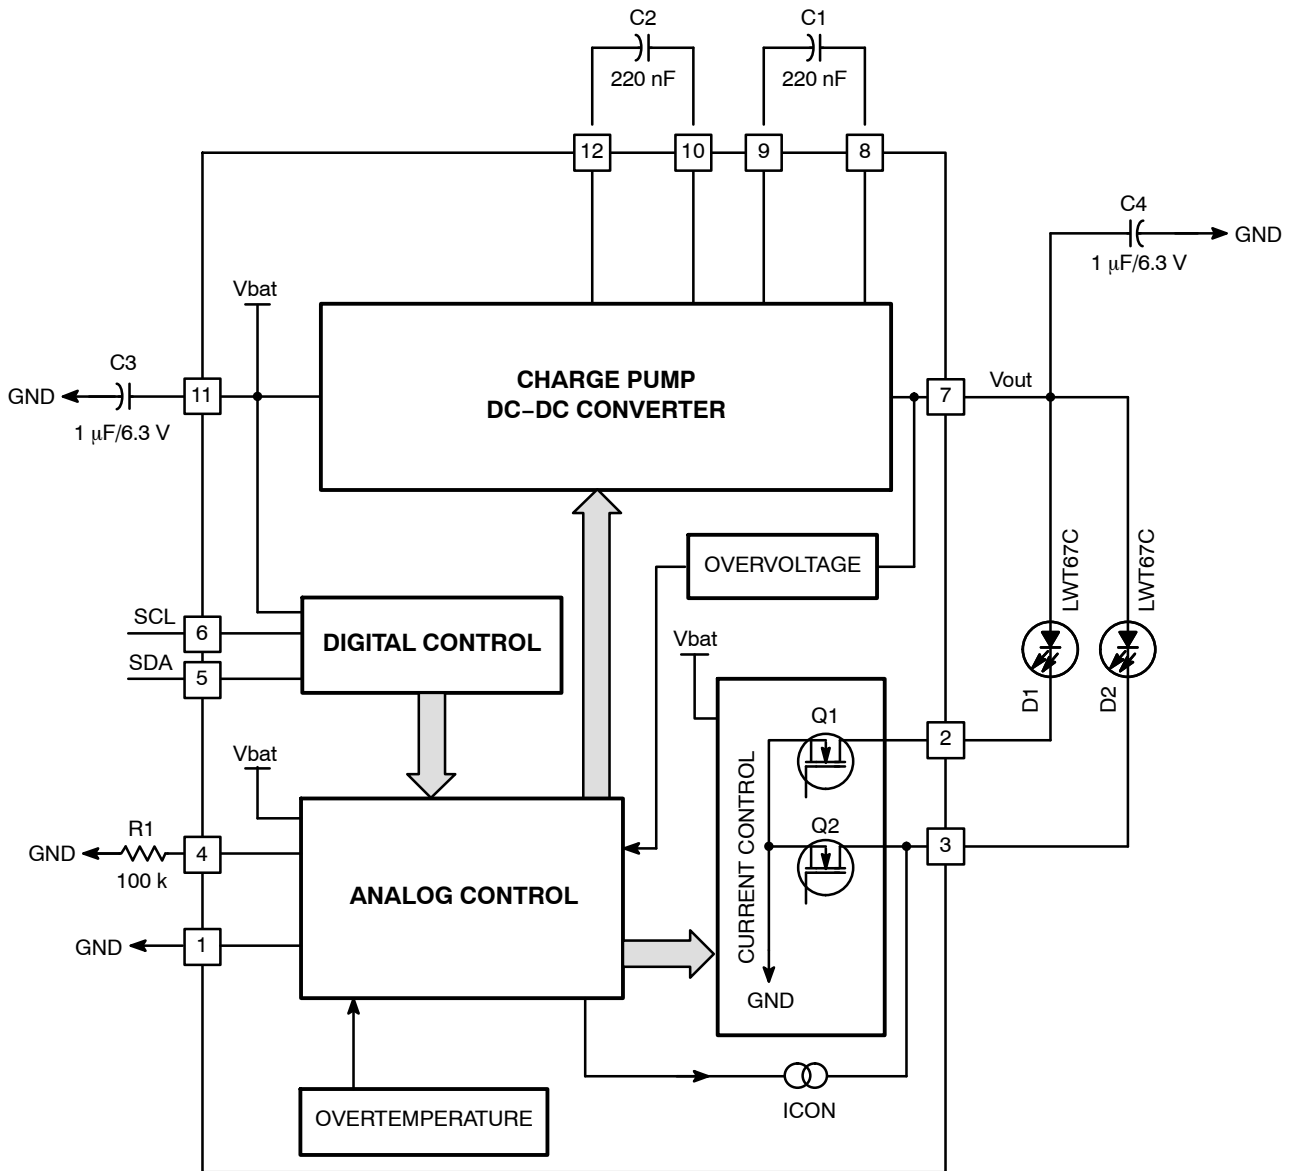 C2
C1
220 nF
220 nF
12
10
9
8
C4
GND
1 μF/6.3 V
Vbat
CHARGE PUMP
DC–DC CONVERTER
C3
GND
11
1 μF/6.3 V
7
Vout
OVERVOLTAGE
LWT67C
LWT67C
SCL
6
SDA
5
DIGITAL CONTROL
Vbat
D1
D2
Q1
2
Vbat
R1
GND
4
100 k
ANALOG CONTROL
CURRENT CONTROL
Q2
3
GND
1
GND
OVERTEMPERATURE
ICON